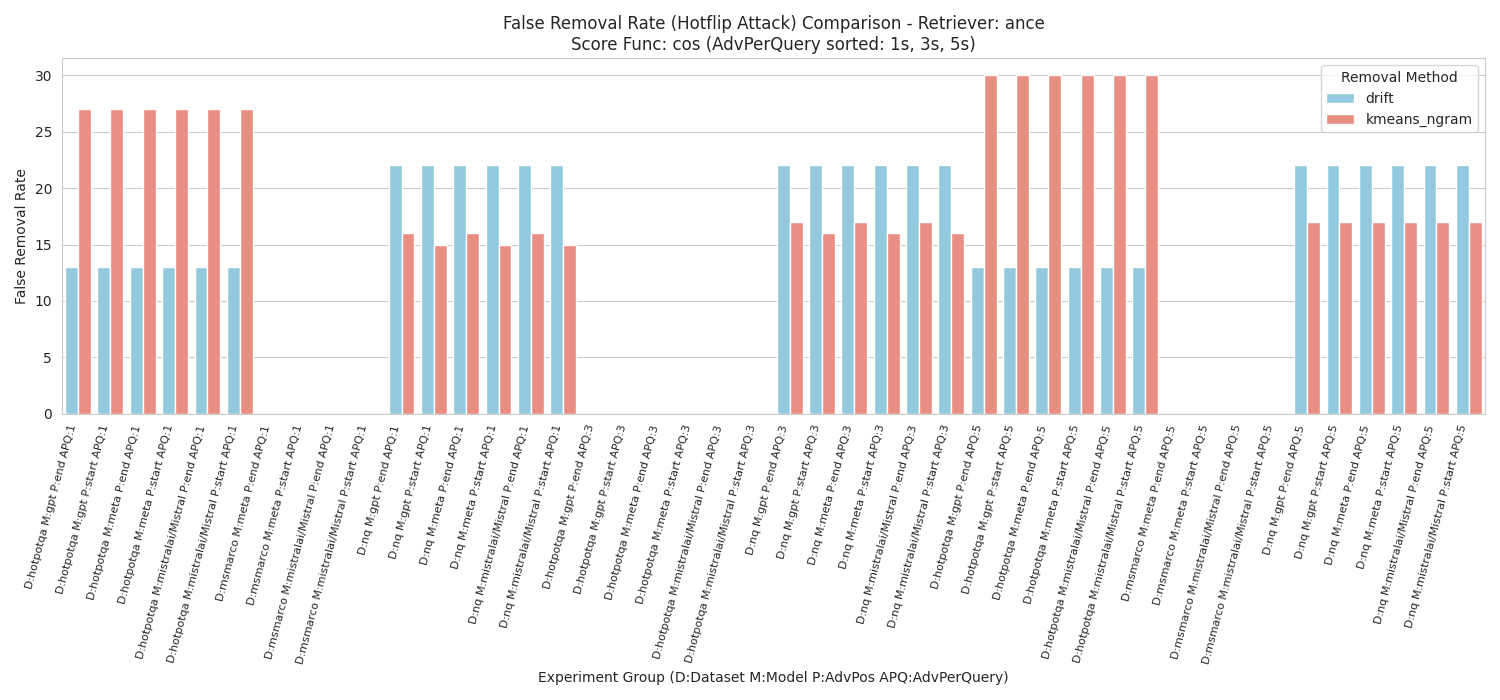 False Removal Rate (Hotflip Attack) Comparison - Retriever: ance
Score Func: cos (AdvPerQuery sorted: 1s, 3s, 5s)
Removal Method
drift
kmeans_ngram
False Removal Rate
30
25
20
15
10
5
0
D:hotpotqa M:gpt P:end APQ:1
D:hotpotqa M:gpt P:start APQ:1
D:hotpotqa M:meta P:end APQ:1
D:hotpotqa M:meta P:start APQ:1
D:hotpotqa M:mistralai/Mistral P:end APQ:1
D:hotpotqa M:mistralai/Mistral P:start APQ:1
D:msmarco M:meta P:end APQ:1
D:msmarco M:meta P:start APQ:1
D:msmarco M:mistralai/Mistral P:end APQ:1
D:msmarco M:mistralai/Mistral P:start APQ:1
D:nq M:gpt P:end APQ:1
D:nq M:gpt P:start APQ:1
D:nq M:meta P:end APQ:1
D:nq M:meta P:start APQ:1
D:nq M:mistralai/Mistral P:end APQ:1
D:nq M:mistralai/Mistral P:start APQ:1
D:hotpotqa M:gpt P:end APQ:3
D:hotpotqa M:gpt P:start APQ:3
D:hotpotqa M:meta P:end APQ:3
D:hotpotqa M:meta P:start APQ:3
D:hotpotqa M:mistralai/Mistral P:end APQ:3
D:hotpotqa M:mistralai/Mistral P:start APQ:3
D:nq M:gpt P:end APQ:3
D:nq M:gpt P:start APQ:3
D:nq M:meta P:end APQ:3
D:nq M:meta P:start APQ:3
D:nq M:mistralai/Mistral P:end APQ:3
D:nq M:mistralai/Mistral P:start APQ:3
D:hotpotqa M:gpt P:end APQ:5
D:hotpotqa M:gpt P:start APQ:5
D:hotpotqa M:meta P:end APQ:5
D:hotpotqa M:meta P:start APQ:5
D:hotpotqa M:mistralai/Mistral P:end APQ:5
D:hotpotqa M:mistralai/Mistral P:start APQ:5
D:msmarco M:meta P:end APQ:5
D:msmarco M:meta P:start APQ:5
D:msmarco M:mistralai/Mistral P:end APQ:5
D:msmarco M:mistralai/Mistral P:start APQ:5
D:nq M:gpt P:end APQ:5
D:nq M:gpt P:start APQ:5
D:nq M:meta P:end APQ:5
D:nq M:meta P:start APQ:5
D:nq M:mistralai/Mistral P:end APQ:5
D:nq M:mistralai/Mistral P:start APQ:5
Experiment Group (D:Dataset M:Model P:AdvPos APQ:AdvPerQuery)